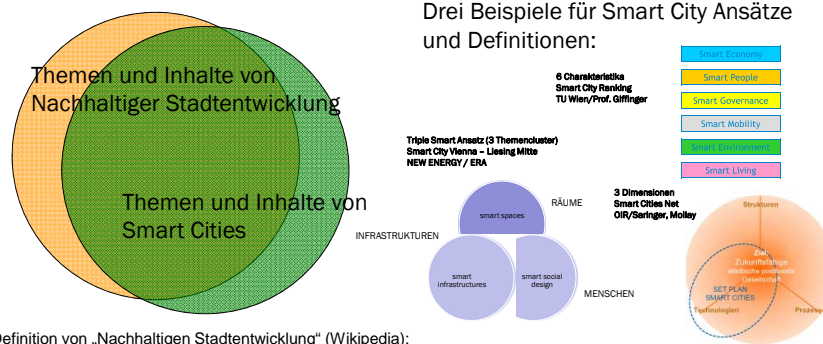 Drei Beispiele für Smart City Ansätze
und Definitionen:
Themen und Inhalte von
Nachhaltiger Stadtentwicklung
Themen und Inhalte von
Smart Cities
6 Charakteristika
Smart City Ranking
TU Wien/Prof. Giffinger
Smart Economy
Smart People
Smart Governance
Smart Mobility
Smart Environment
Smart Living
Triple Smart Ansatz (3 Themencluster)
Smart City Vienna – Liesing Mitte
NEW ENERGY / ERA
RÄUME
INFRASTRUKTUREN
MENSCHEN
smart spaces
smart
infrastructures
smart social
design
3 Dimensionen
Smart Cities Net
OIR/Saringer, Mollay
Strukturen
Ziel:
Zukunftsfähige
städtische postfossile
Gesellschaft
SET PLAN
SMART CITIES
Technologien
Prozesse
Definition von „Nachhaltigen Stadtentwicklung“ (Wikipedia):